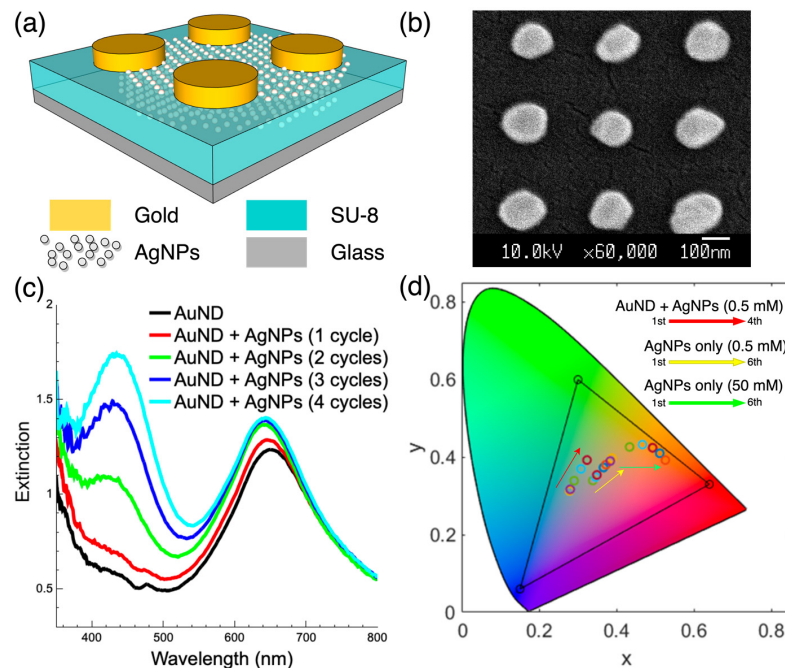 (a)
Gold
SU-8
AgNPs
Glass
(b)
10.0kV ×60,000 100nm
(c)
AuND
AuND + AgNPs (1 cycle)
AuND + AgNPs (2 cycles)
AuND + AgNPs (3 cycles)
AuND + AgNPs (4 cycles)
2
1.5
1
0.5
Extinction
400 500 600 700 800
Wavelength (nm)
(d)
AuND + AgNPs (0.5 mM)
1st 4th
AgNPs only (0.5 mM)
1st 6th
AgNPs only (50 mM)
1st 6th
0.8
0.6
0.4
0.2
0
y
0 0.2 0.4 0.6 0.8
x